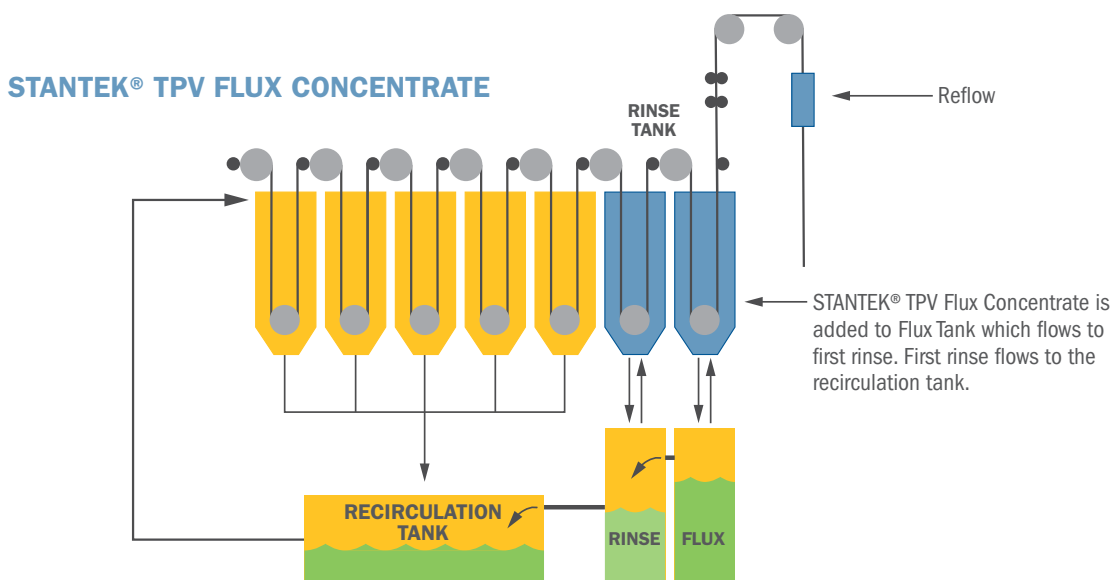 STANTEK® TPV FLUX CONCENTRATE
RINSE
TANK
Reflow
STANTEK® TPV Flux Concentrate is
added to Flux Tank which flows to
first rinse. First rinse flows to the
recirculation tank.
RECIRCULATION
TANK
RINSE
FLUX